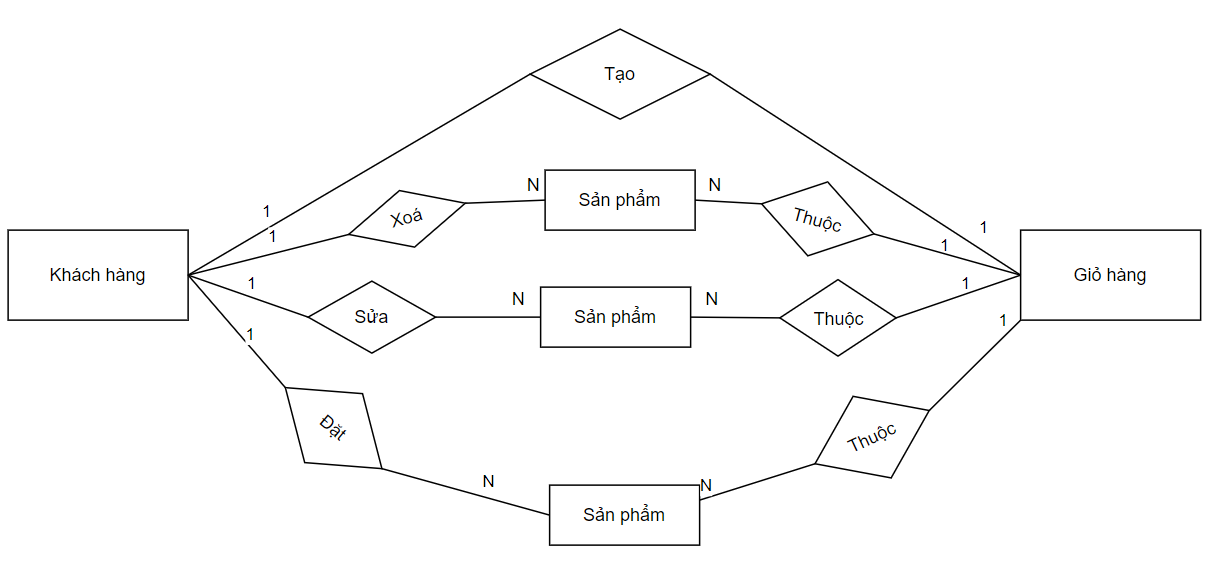 Tạo
N
Sản phẩm
N
Xoá
Thuộc
1
1
1
1
Khách hàng
Giỏ hàng
1
N
Sản phẩm
N
1
Sửa
Thuộc
1
1
Đặt
Thuộc
N
N
Sản phẩm